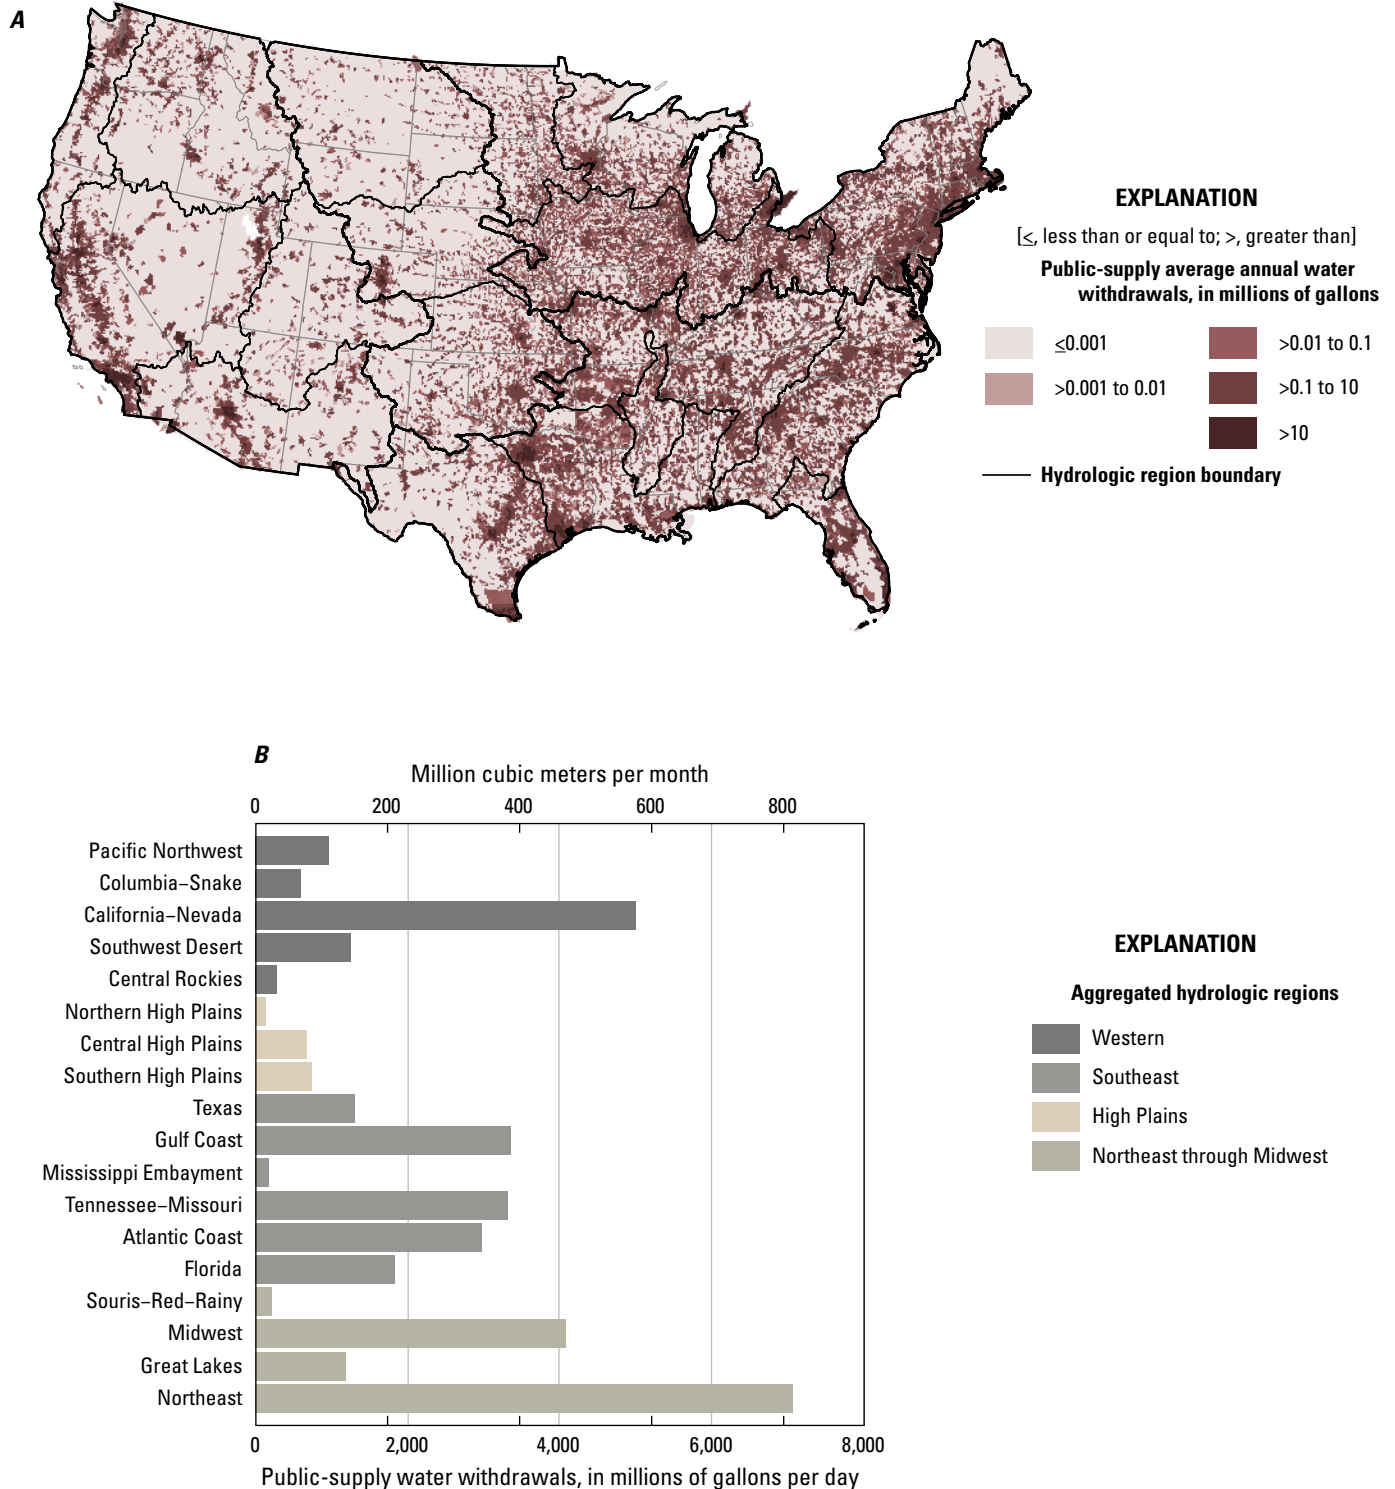 A
EXPLANATION
[≤, less than or equal to; >, greater than]
Public-supply average annual water
withdrawals, in millions of gallons
≤0.001
>0.001 to 0.01
>0.01 to 0.1
>0.1 to 10
>10
Hydrologic region boundary
B
Million cubic meters per month
0 200 400 600 800
Pacific Northwest
Columbia–Snake
California–Nevada
Southwest Desert
Central Rockies
Northern High Plains
Central High Plains
Southern High Plains
Texas
Gulf Coast
Mississippi Embayment
Tennessee–Missouri
Atlantic Coast
Florida
Souris–Red–Rainy
Midwest
Great Lakes
Northeast
0 2,000 4,000 6,000 8,000
Public-supply water withdrawals, in millions of gallons per day
EXPLANATION
Aggregated hydrologic regions
Western
Southeast
High Plains
Northeast through Midwest